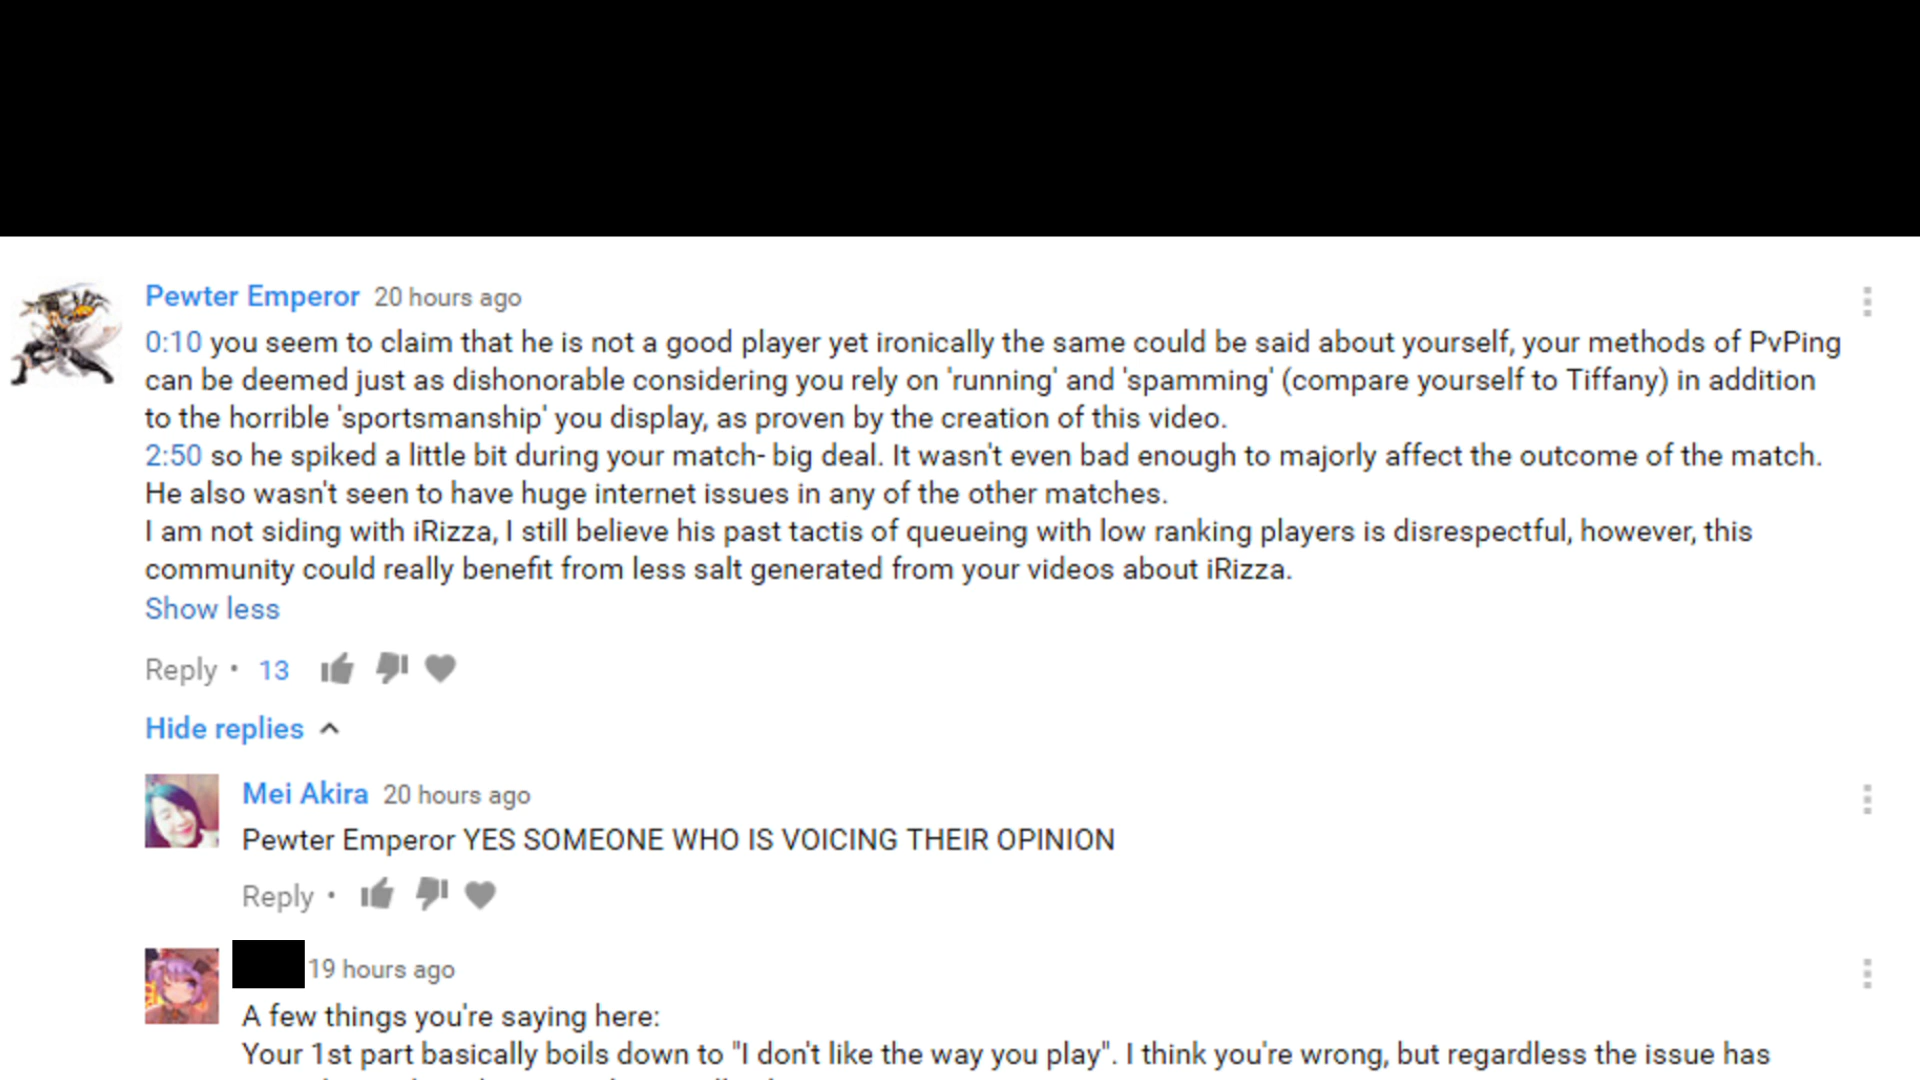 Pewter Emperor 20 hours ago
0:10 you seem to claim that he is not a good player yet ironically the same could be said about yourself, your methods of PvPing
can be deemed just as dishonorable considering you rely on 'running' and 'spamming' (compare yourself to Tiffany) in addition
to the horrible 'sportsmanship' you display, as proven by the creation of this video.
2:50 so he spiked a little bit during your match- big deal. It wasn't even bad enough to majorly affect the outcome of the match.
He also wasn't seen to have huge internet issues in any of the other matches.
I am not siding with iRizza, I still believe his past tactis of queueing with low ranking players is disrespectful, however, this
community could really benefit from less salt generated from your videos about iRizza.
Show less
Reply • 13
Hide replies
Mei Akira 20 hours ago
Pewter Emperor YES SOMEONE WHO IS VOICING THEIR OPINION
Reply •
19 hours ago
A few things you're saying here:
Your 1st part basically boils down to "I don't like the way you play". I think you're wrong, but regardless the issue has